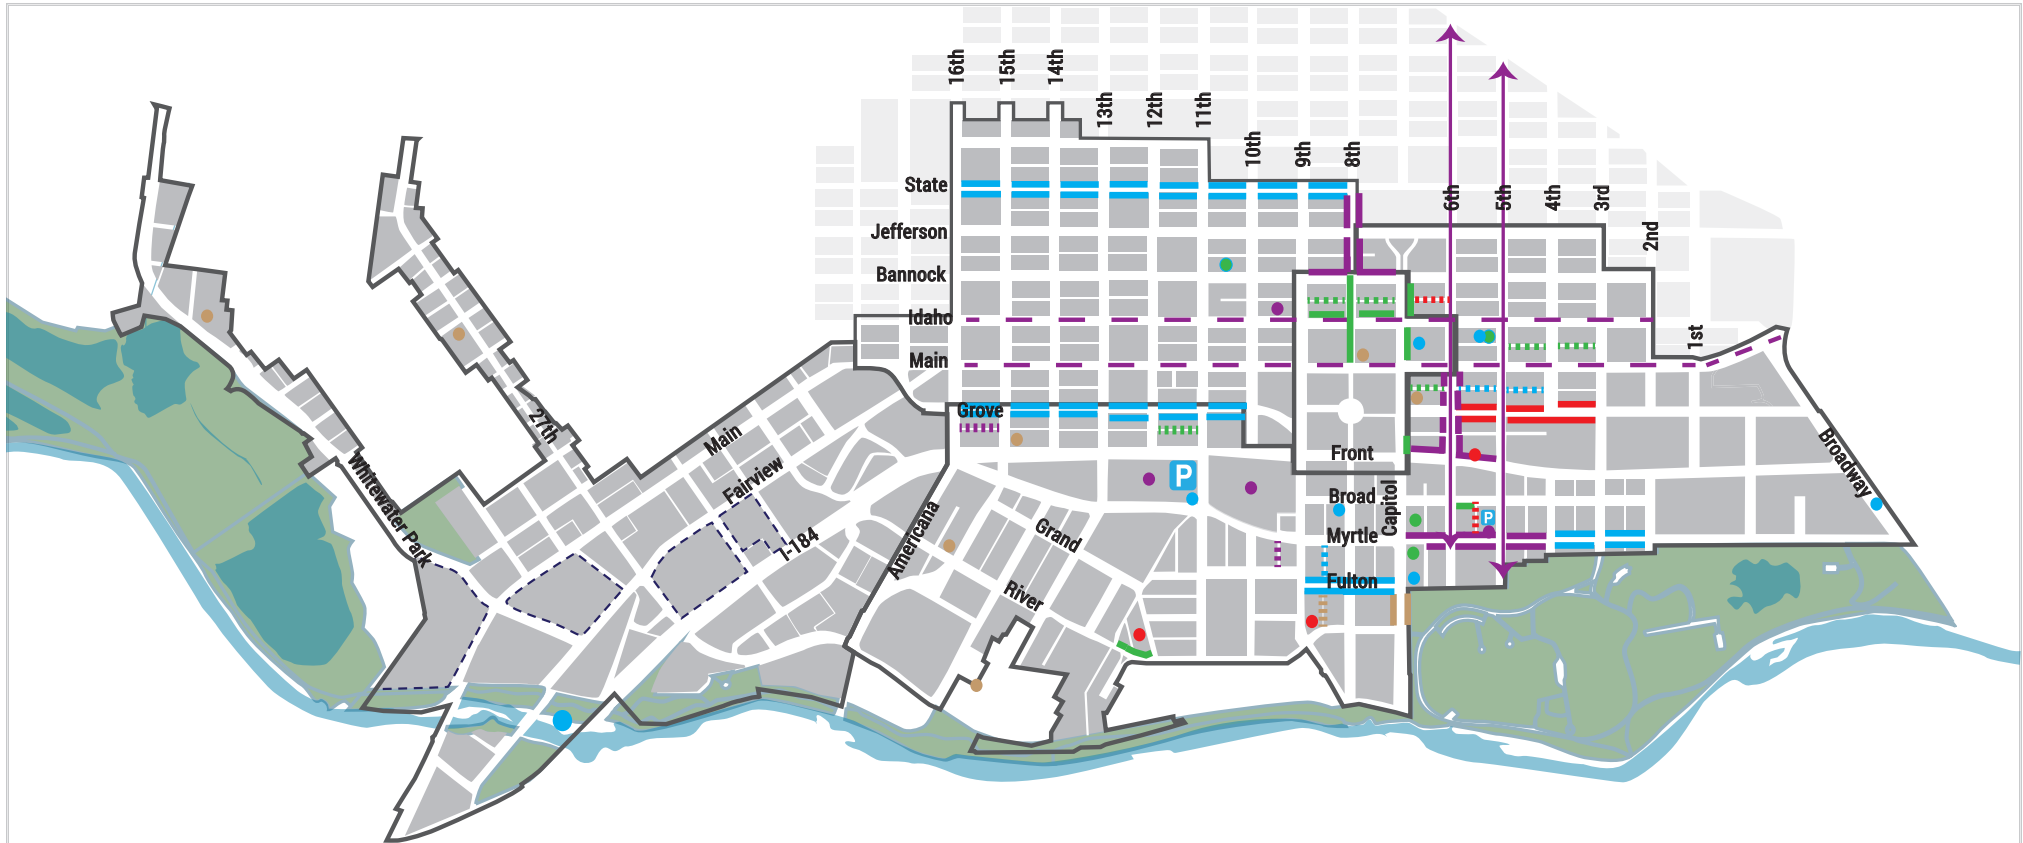 16th
15th
14th
13th
12th
11th
10th
9th
8th
6th
5th
4th
3rd
2nd
1st
State
Jefferson
Bannock
Idaho
Main
Grove
27th
Main
Fairview
I-184
Whitewater Park
Americana
Grand
River
P
Front
Broad
Capitol
Myrtle
Fulton
P
Broadway